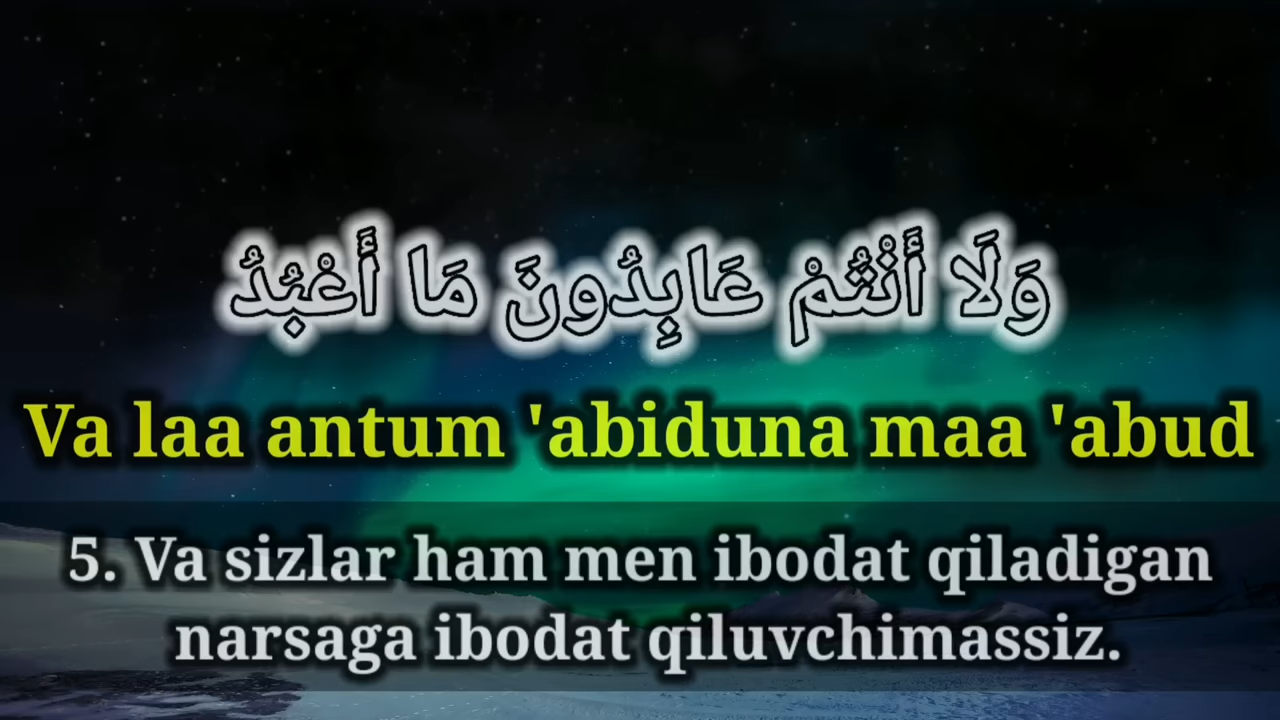 وَلَا أَنْتُمْ عَابِدُونَ مَا أَعْبُدُ
Va laa antum 'abiduna maa 'abud
5. Va sizlar ham men ibodat qiladigan
narsaga ibodat qiluvchimassiz.